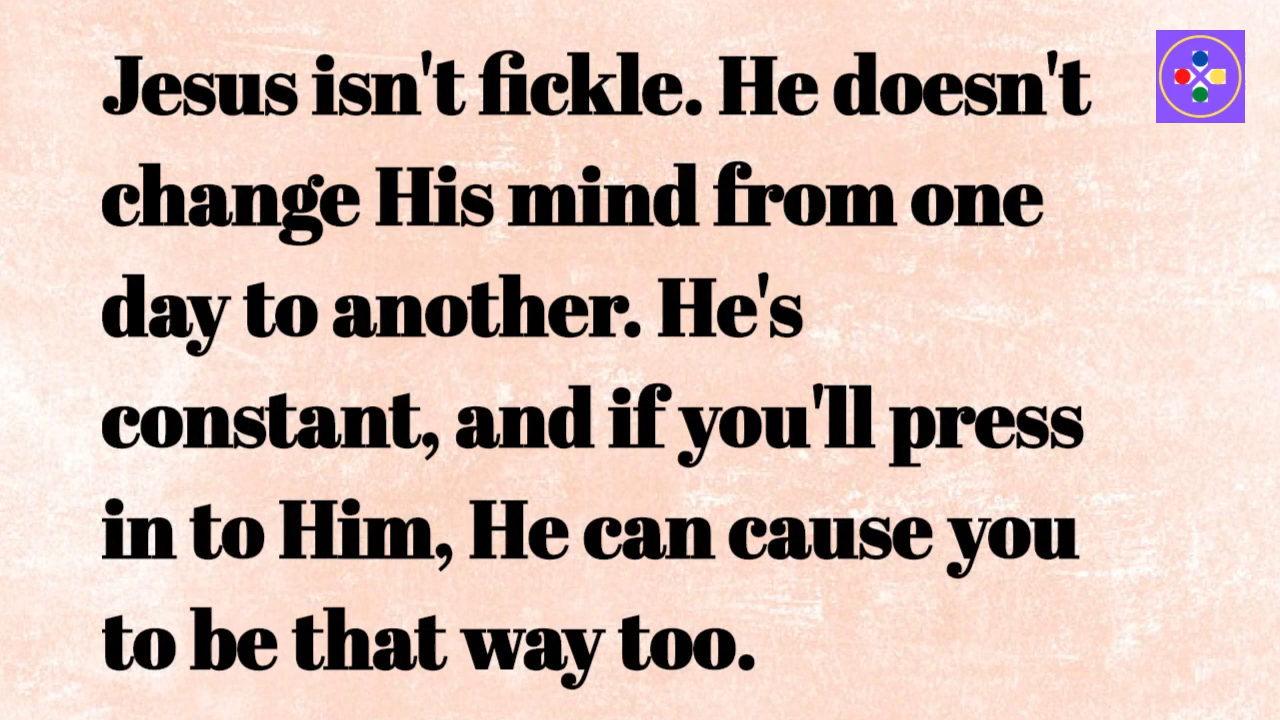 Jesus isn't fickle. He doesn't
change His mind from one
day to another. He's
constant, and if you'll press
in to Him, He can cause you
to be that way too.